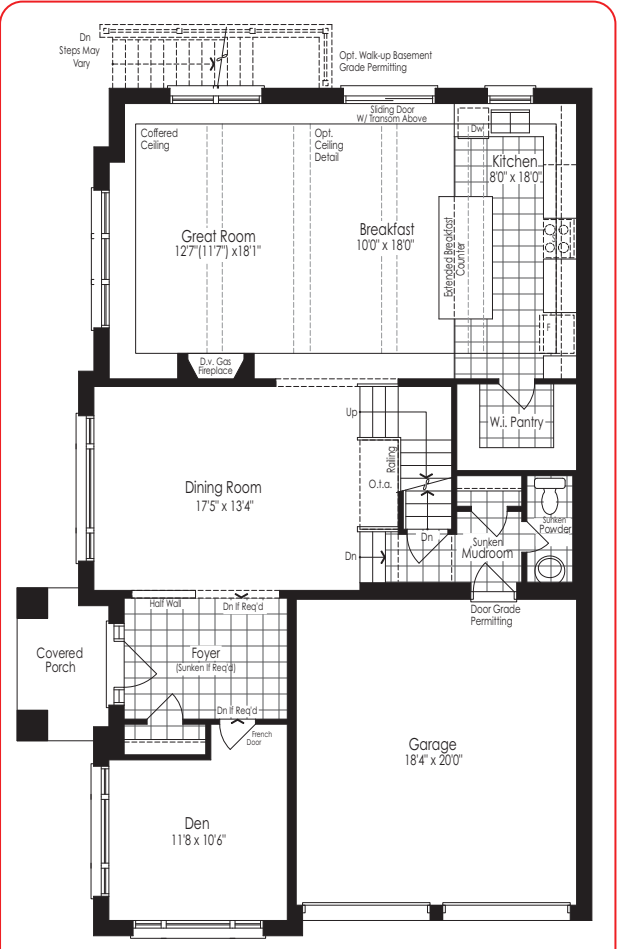 Dn
Steps May
Vary
Opt. Walk-up Basement
Grade Permitting
Sliding Door
W/ Transom Above
Coffered
Ceiling
Opt.
Ceiling
Detail
Dw
Kitchen
8'0" x 18'0"
Great Room
12'7"(11'7") x18'1"
Breakfast
10'0" x 18'0"
Extended Breakfast
Counter
F
D.v. Gas
Fireplace
W.i. Pantry
Up
Railing
O.t.a.
Dining Room
17'5" x 13'4"
Dn
Dn
Sunken
Mudroom
Sunken
Powder
Half Wall
Dn If Req'd
Door Grade
Permitting
Covered
Porch
Foyer
(Sunken If Req'd)
Dn If Req'd
French
Door
Garage
18'4" x 20'0"
Den
11'8 x 10'6"